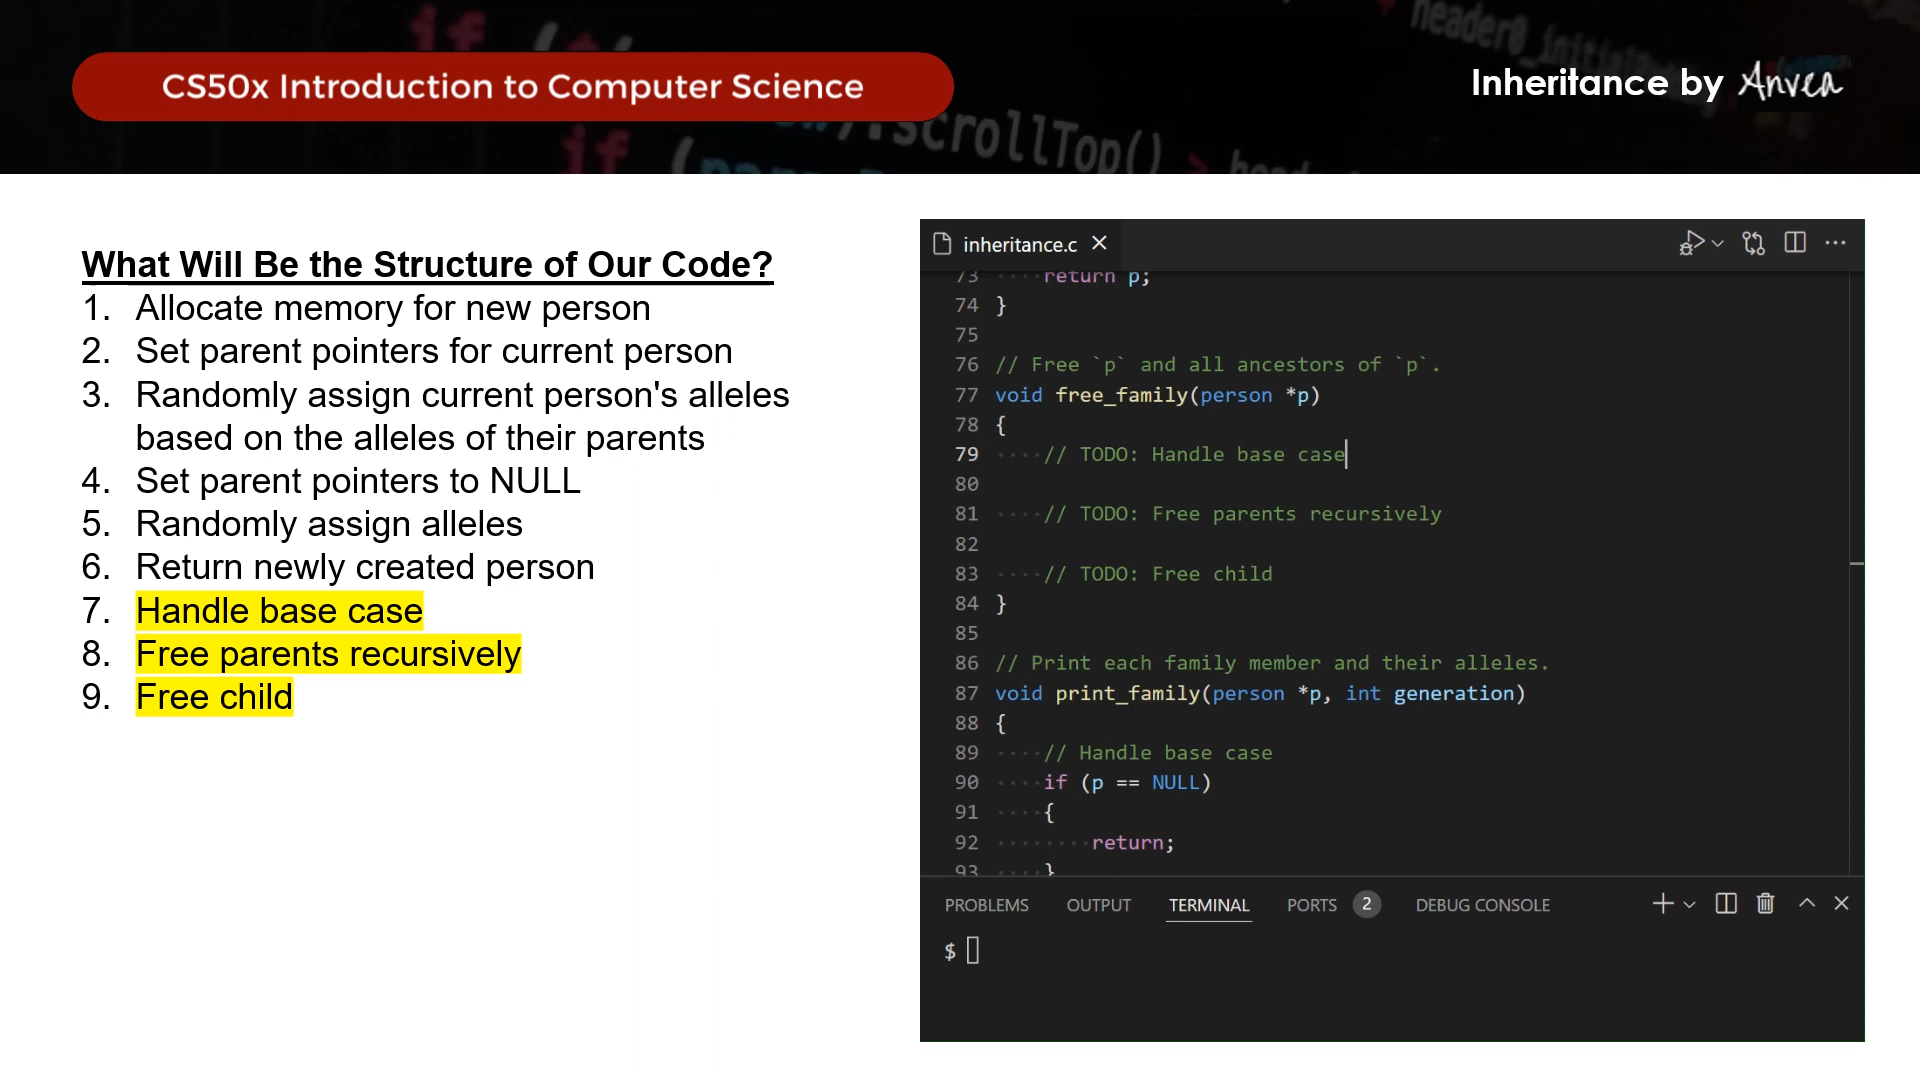 if (
header0_initial
CS50x Introduction to Computer Science
Inheritance by Anvea
.scrollTop() >
if (
What Will Be the Structure of Our Code?
1. Allocate memory for new person
2. Set parent pointers for current person
3. Randomly assign current person's alleles
based on the alleles of their parents
4. Set parent pointers to NULL
5. Randomly assign alleles
6. Return newly created person
7. Handle base case
8. Free parents recursively
9. Free child
inheritance.c
73 ····return p;
74 }
75
76 // Free `p` and all ancestors of `p`.
77 void free_family(person *p)
78 {
79 ····// TODO: Handle base case
80
81 ····// TODO: Free parents recursively
82
83 ····// TODO: Free child
84 }
85
86 // Print each family member and their alleles.
87 void print_family(person *p, int generation)
88 {
89 ····// Handle base case
90 ····if (p == NULL)
91 ····{
92 ········return;
93 ····}
PROBLEMS OUTPUT TERMINAL PORTS 2 DEBUG CONSOLE
$